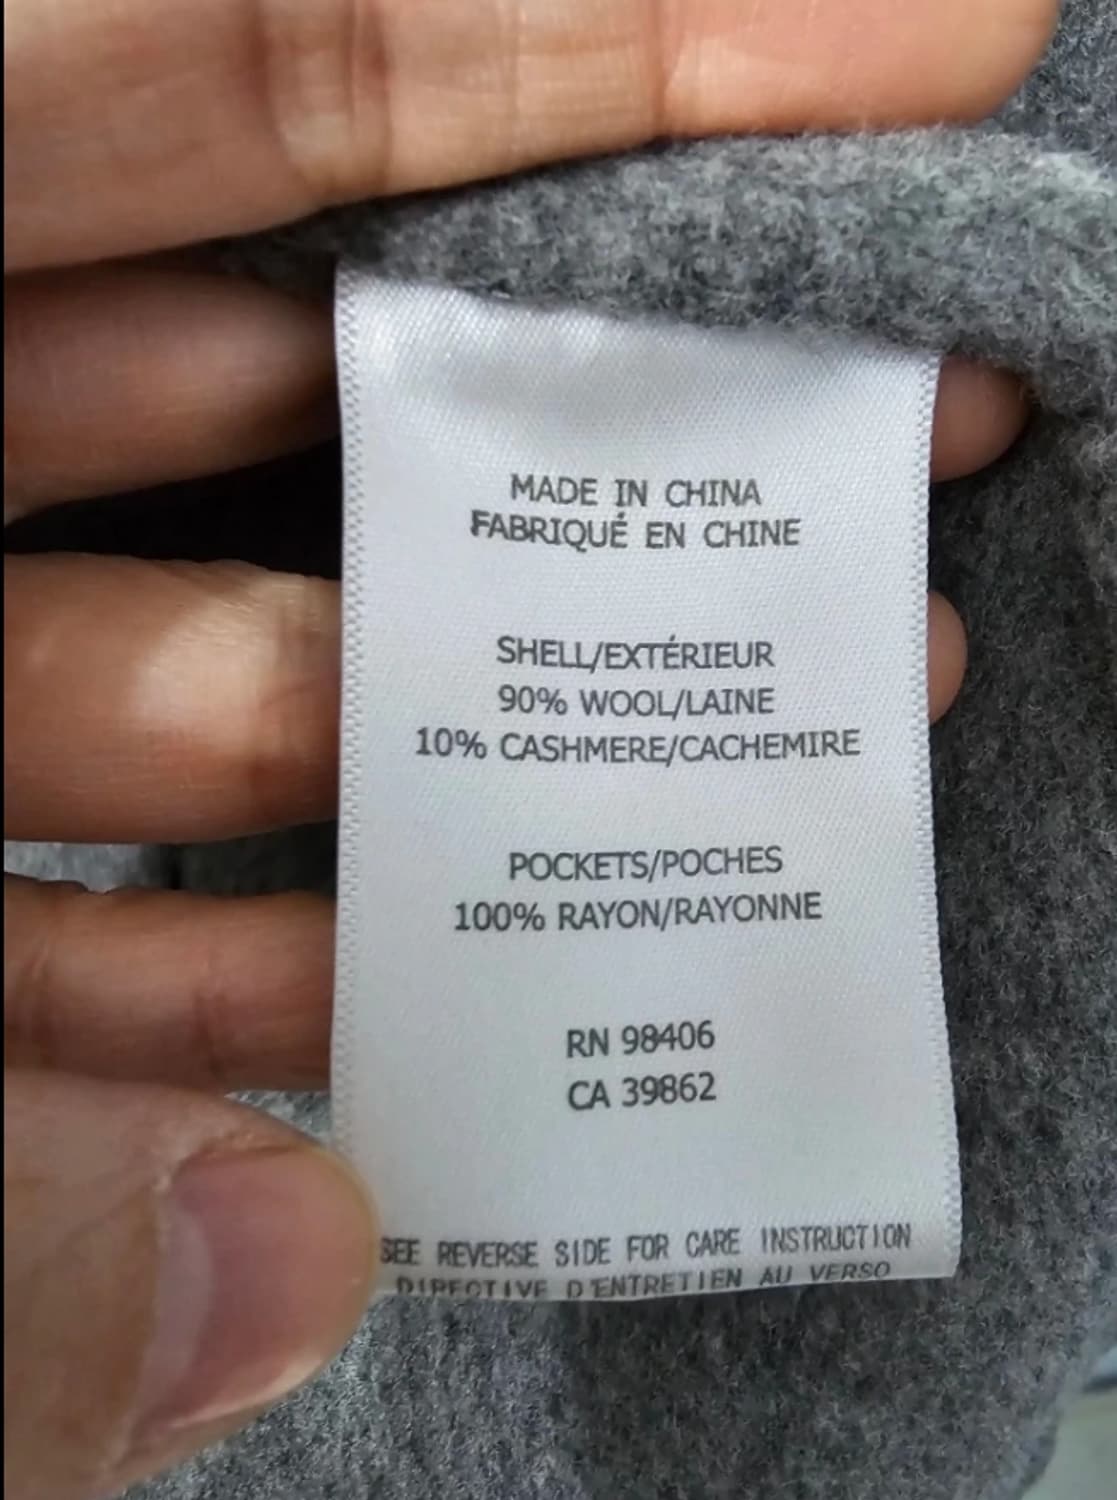 MADE IN CHINA
FABRIQUÉ EN CHINE
SHELL/EXTÉRIEUR
90% WOOL/LAINE
10% CASHMERE/CACHEMIRE
POCKETS/POCHES
100% RAYON/RAYONNE
RN 98406
CA 39862
SEE REVERSE SIDE FOR CARE INSTRUCTION
DIRECTIVE D'ENTRETIEN AU VERSO